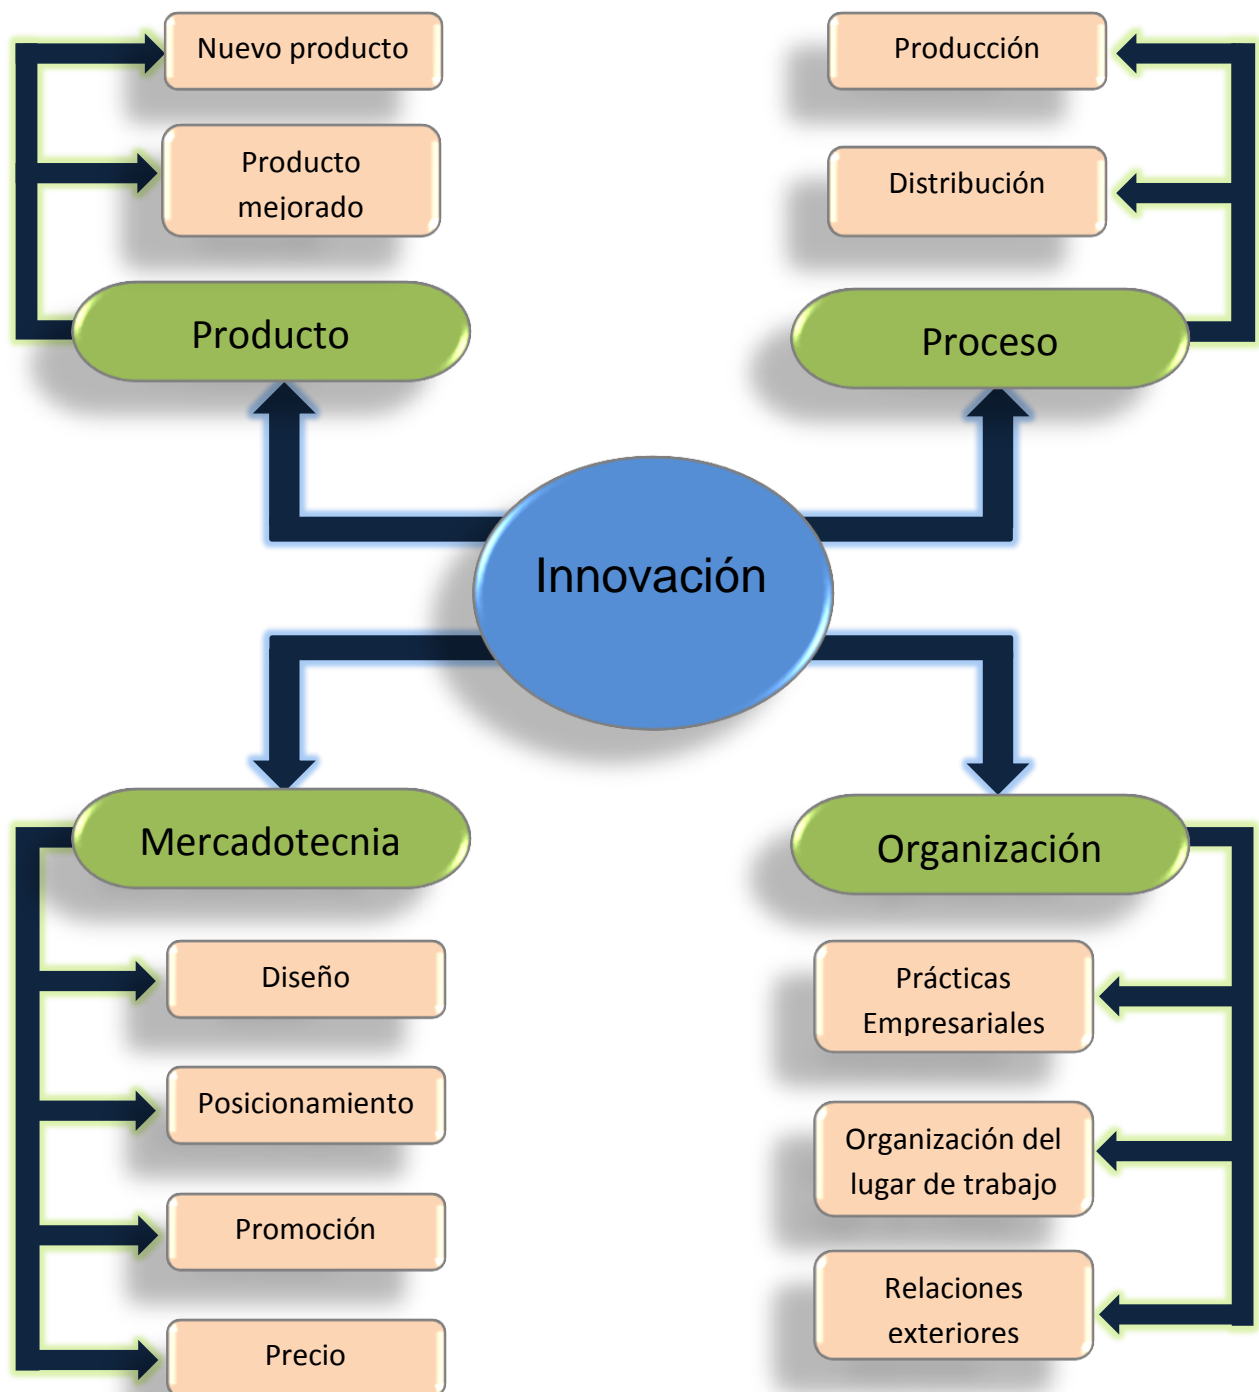 Nuevo producto
Producto
mejorado
Producto
Producción
Distribución
Proceso
Innovación
Mercadotecnia
Diseño
Posicionamiento
Promoción
Precio
Organización
Prácticas
Empresariales
Organización del
lugar de trabajo
Relaciones
exteriores